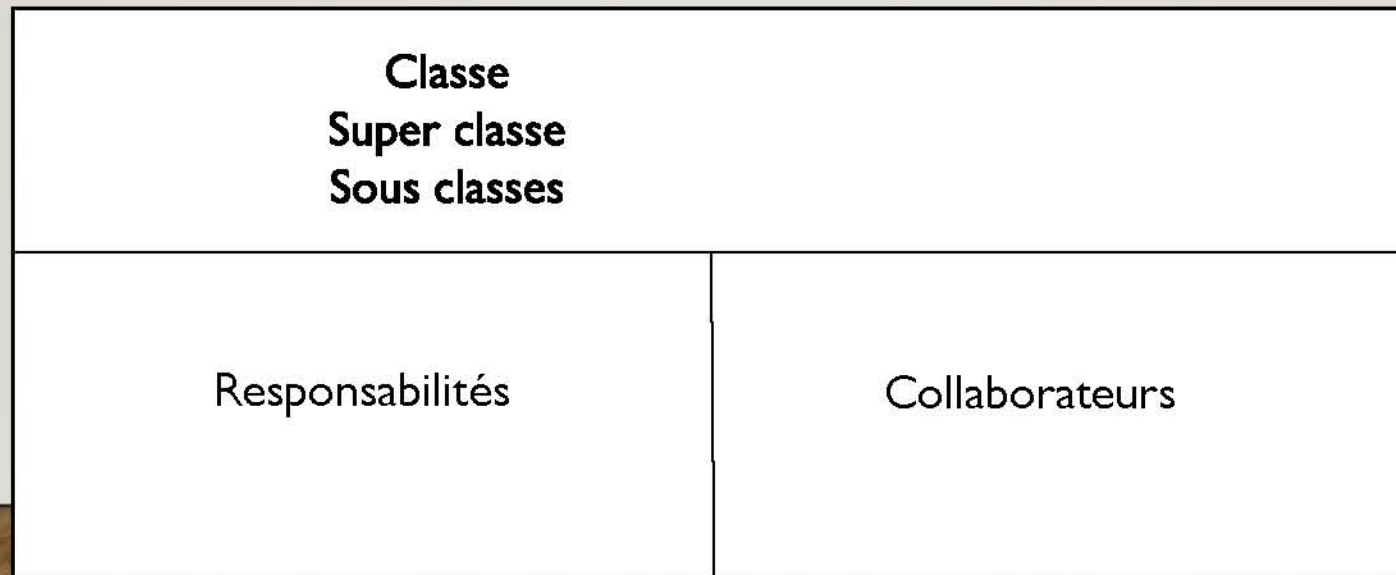 Classe
Super classe
Sous classes
Responsabilités
Collaborateurs